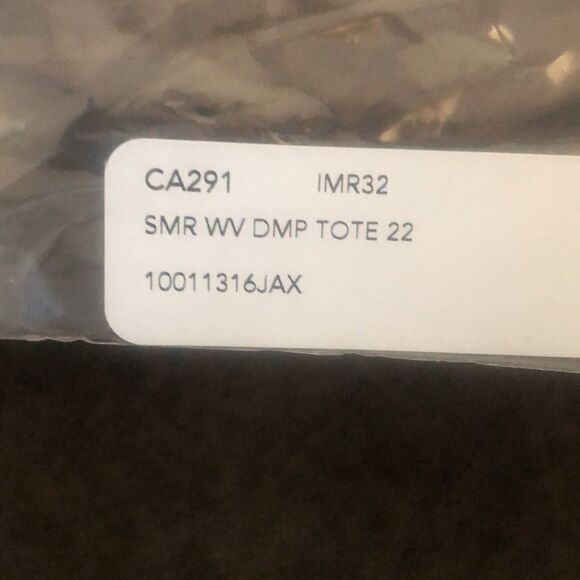 CA291 IMR32
SMR WV DMP TOTE 22
10011316JAX